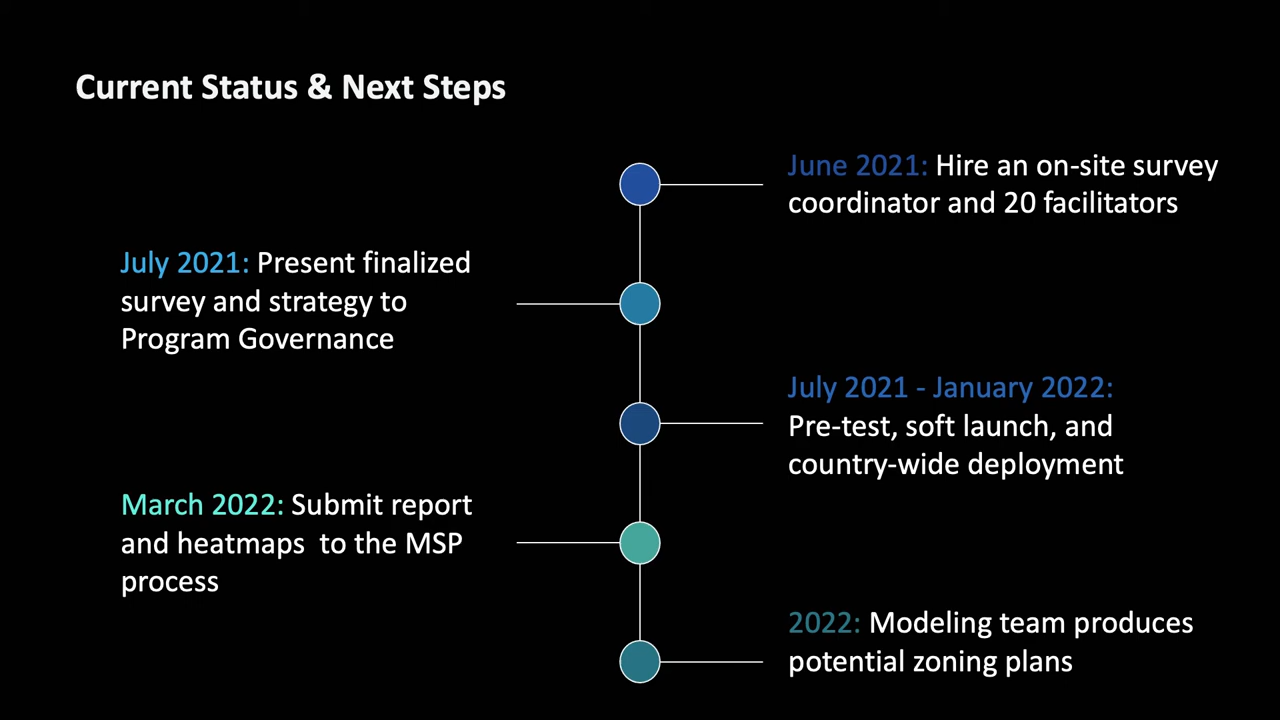 Current Status & Next Steps
June 2021: Hire an on-site survey
coordinator and 20 facilitators
July 2021: Present finalized
survey and strategy to
Program Governance
July 2021 - January 2022:
Pre-test, soft launch, and
country-wide deployment
March 2022: Submit report
and heatmaps  to the MSP
process
2022: Modeling team produces
potential zoning plans